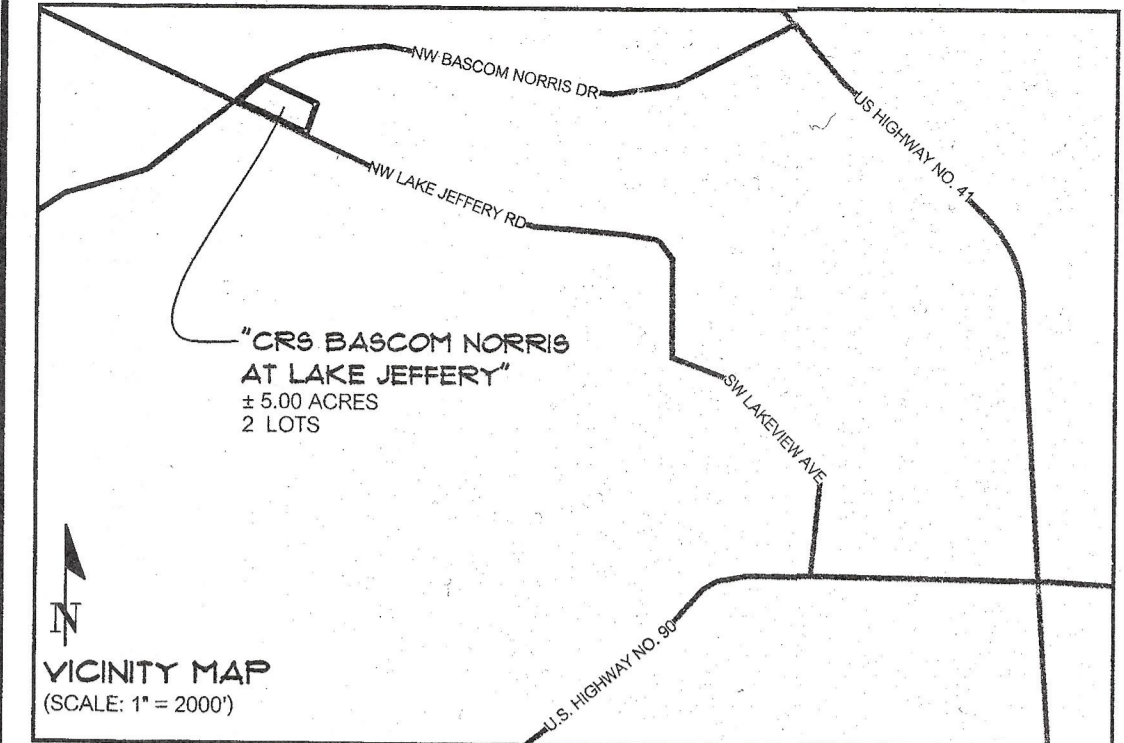 NW BASCOM NORRIS DR
US HIGHWAY NO. 41
NW LAKE JEFFERY RD
"CRS BASCOM NORRIS
AT LAKE JEFFERY"
± 5.00 ACRES
2 LOTS
SW LAKEVIEW AVE
N
U.S. HIGHWAY NO. 90
VICINITY MAP
(SCALE: 1" = 2000')